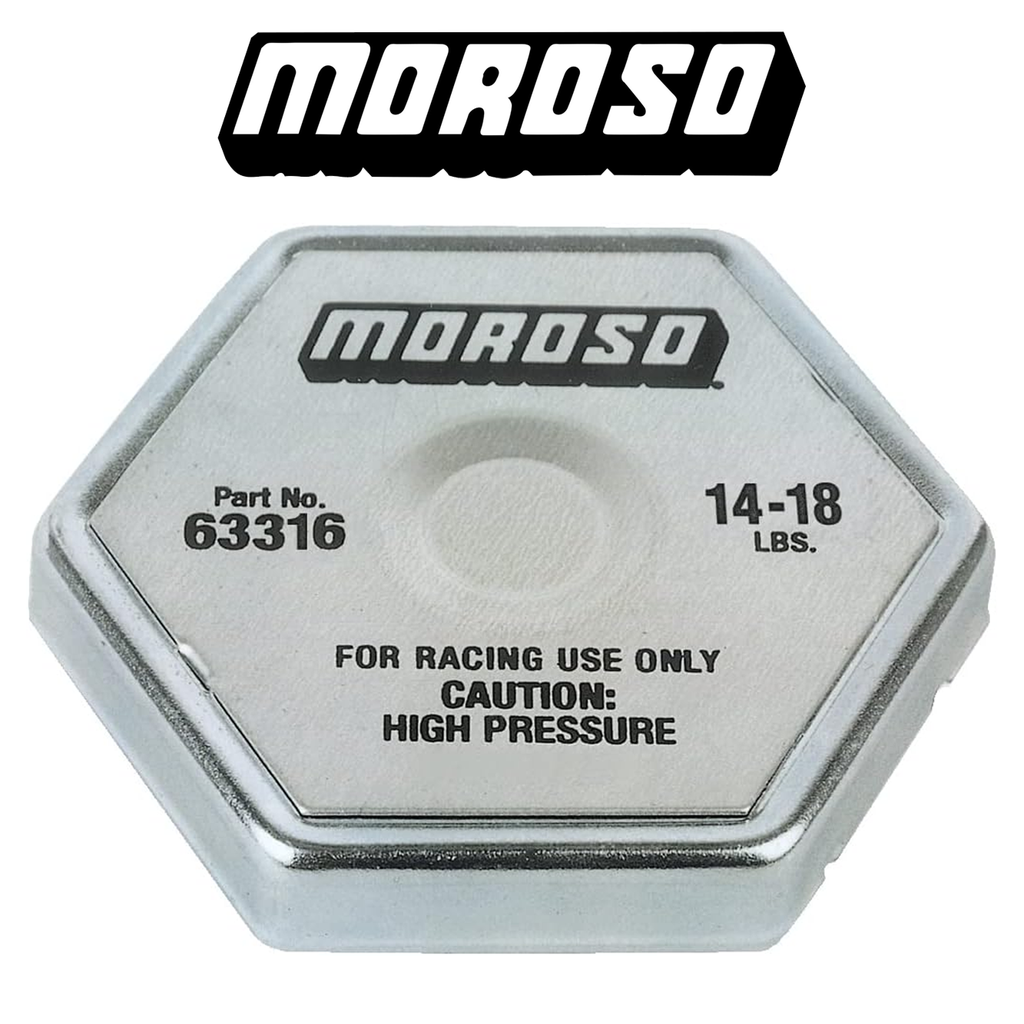 MOROSO
MOROSO
Part No.
63316
14-18
LBS.
FOR RACING USE ONLY
CAUTION:
HIGH PRESSURE